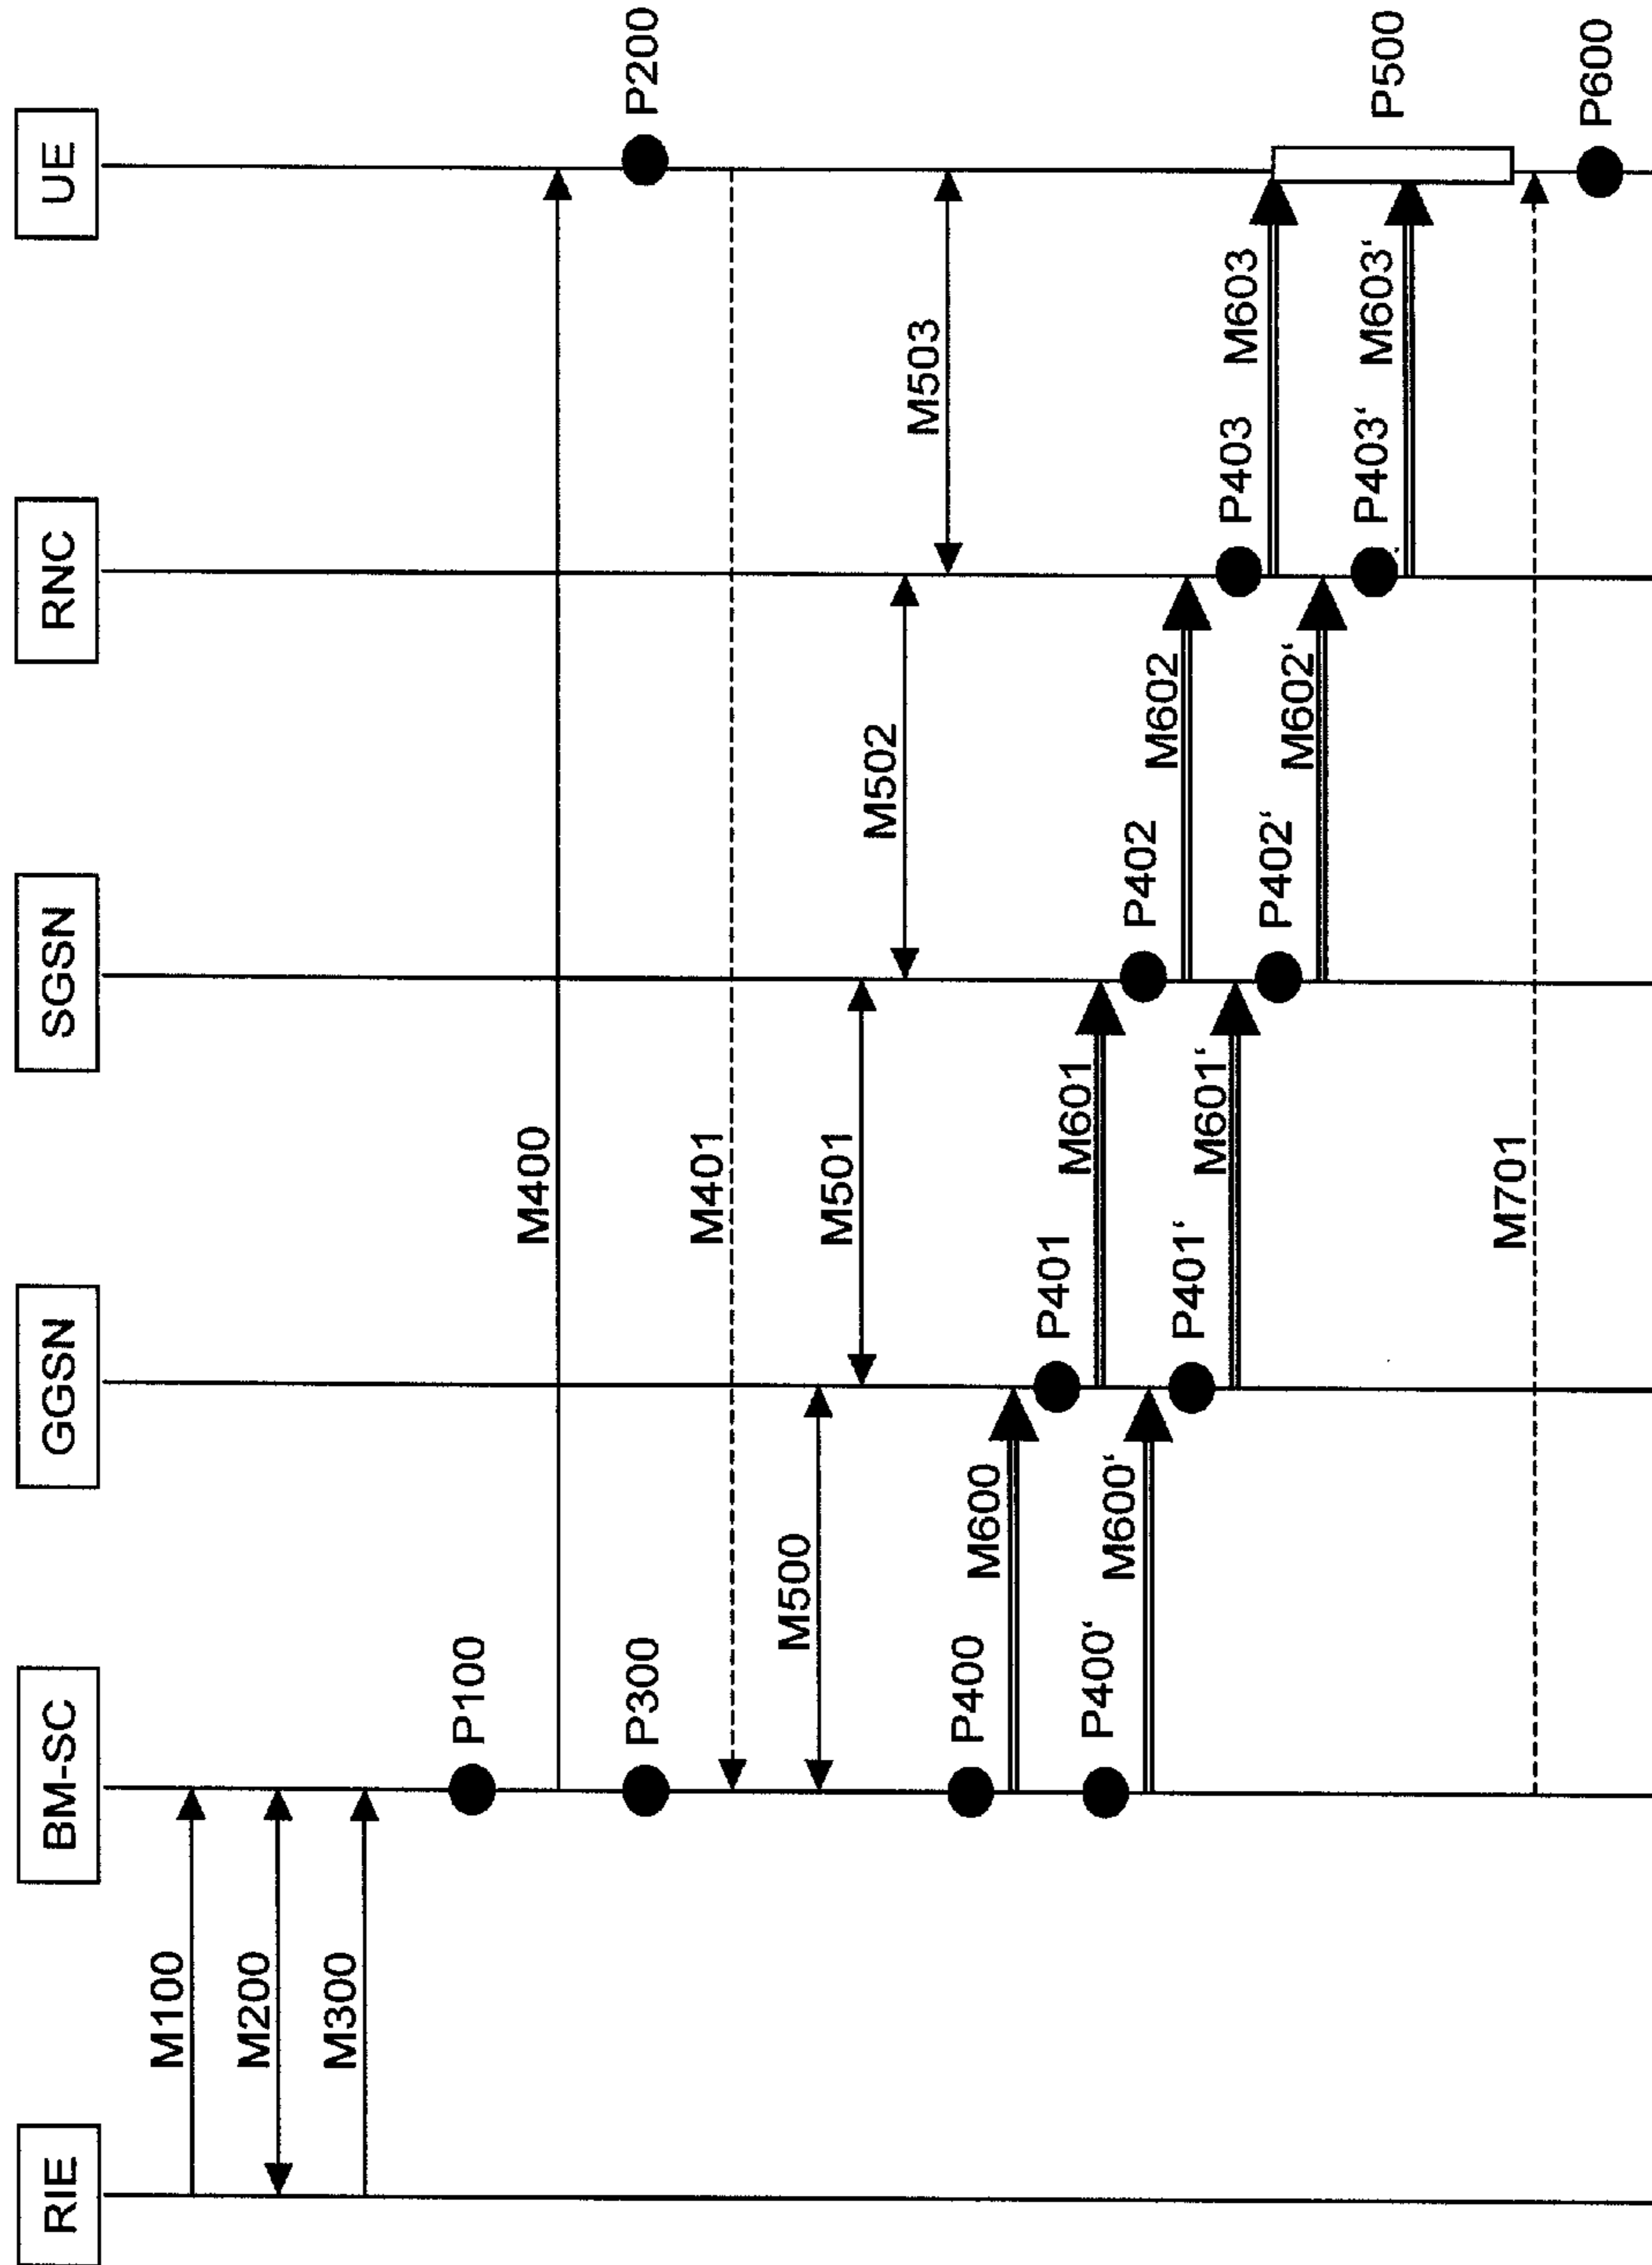 RIE
BM-SC
GGSN
SGSN
RNC
UE
M100
M200
M300
P100
M400
P300
P200
M401
M500
M501
M502
M503
P400
M600
P401
M601
P402
M602
P403
M603
P400‘
M600‘
P401‘
M601‘
P402‘
M602‘
P403‘
M603‘
P500
M701
P600